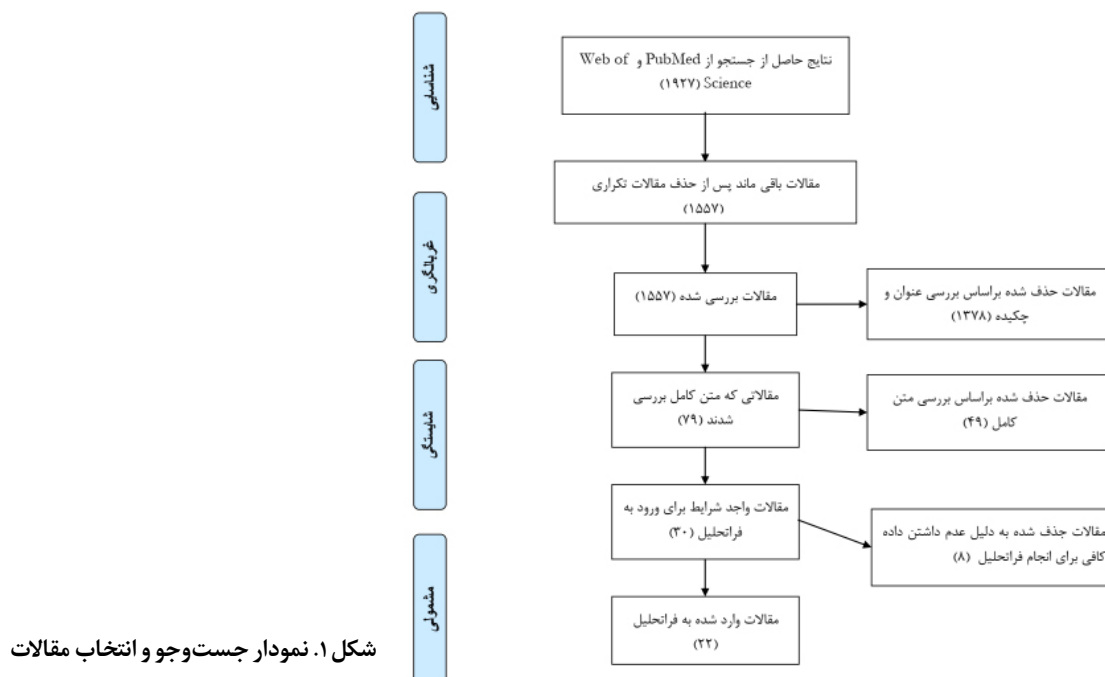 شناسایی
نتایج حاصل از جستجو از PubMed و Web of
Science (۱۹۲۷)
مقالات باقی ماند پس از حذف مقالات تکراری
(۱۵۵۷)
غربالگری
مقالات بررسی شده (۱۵۵۷)
مقالات حذف شده براساس بررسی عنوان و
چکیده (۱۳۷۸)
شایستگی
مقالاتی که متن کامل بررسی
شدند (۷۹)
مقالات حذف شده براساس بررسی متن
کامل (۴۹)
مقالات واجد شرایط برای ورود به
فراتحلیل (۳۰)
مقالات جذف شده به دلیل عدم داشتن داده
کافی برای انجام فراتحلیل (۸)
مشمولی
مقالات وارد شده به فراتحلیل
(۲۲)
شکل ۱. نمودار جست‌وجو و انتخاب مقالات